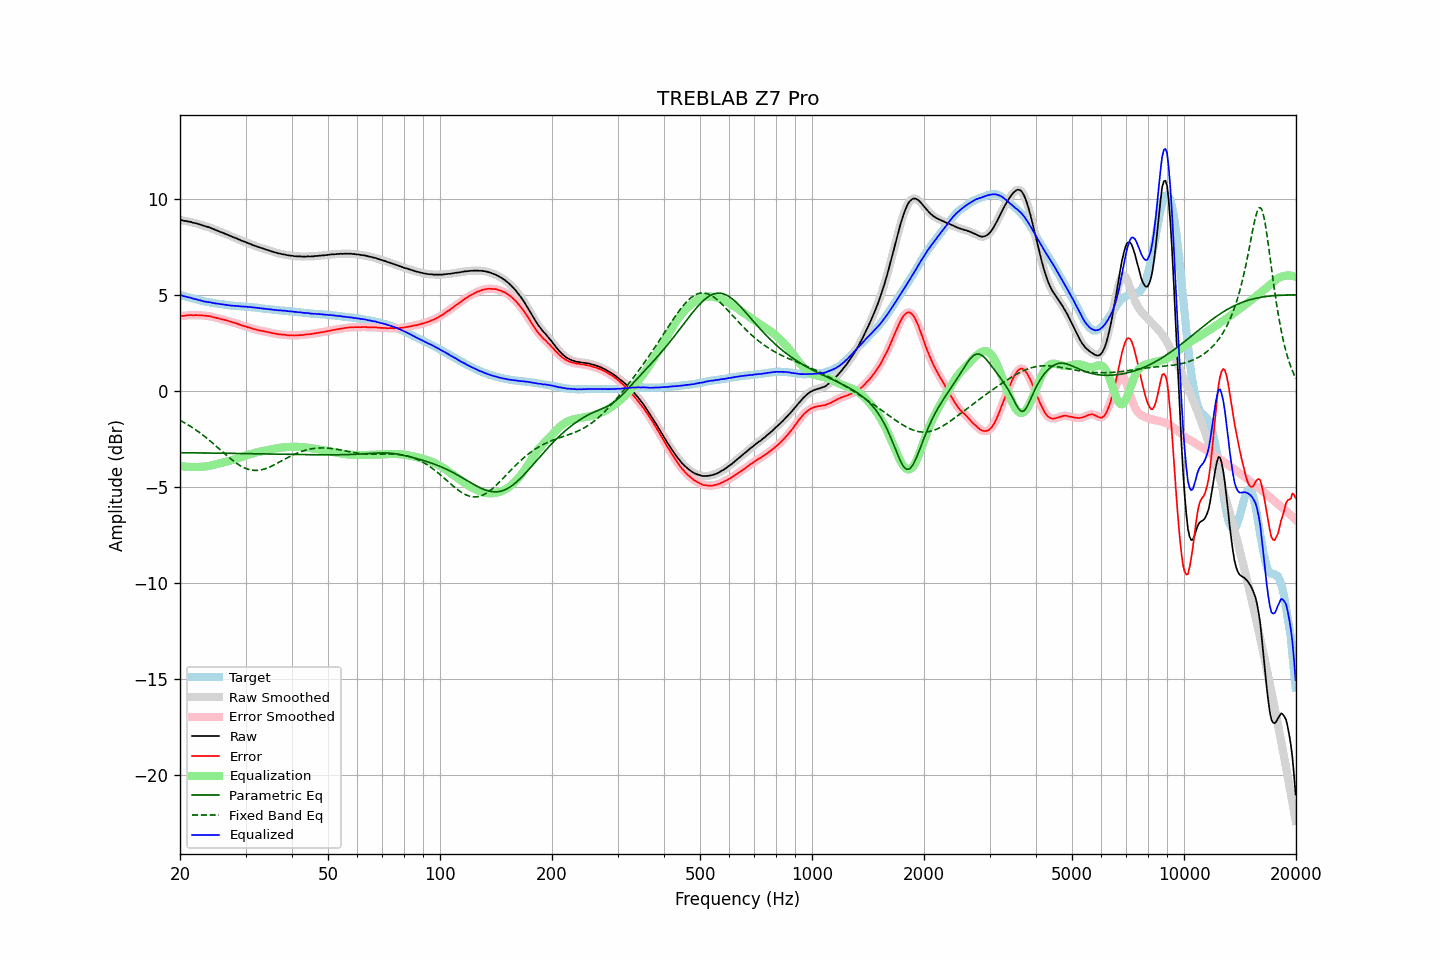 TREBLAB Z7 Pro
Amplitude (dBr)
10
5
0
−5
−10
−15
−20
Target
Raw Smoothed
Error Smoothed
Raw
Error
Equalization
Parametric Eq
Fixed Band Eq
Equalized
20 50 100 200 500 1000 2000 5000 10000 20000
Frequency (Hz)